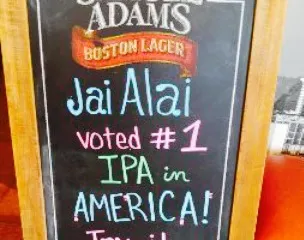 ADAMS
BOSTON LAGER
Jai Alai
voted #1
IPA in
AMERICA!